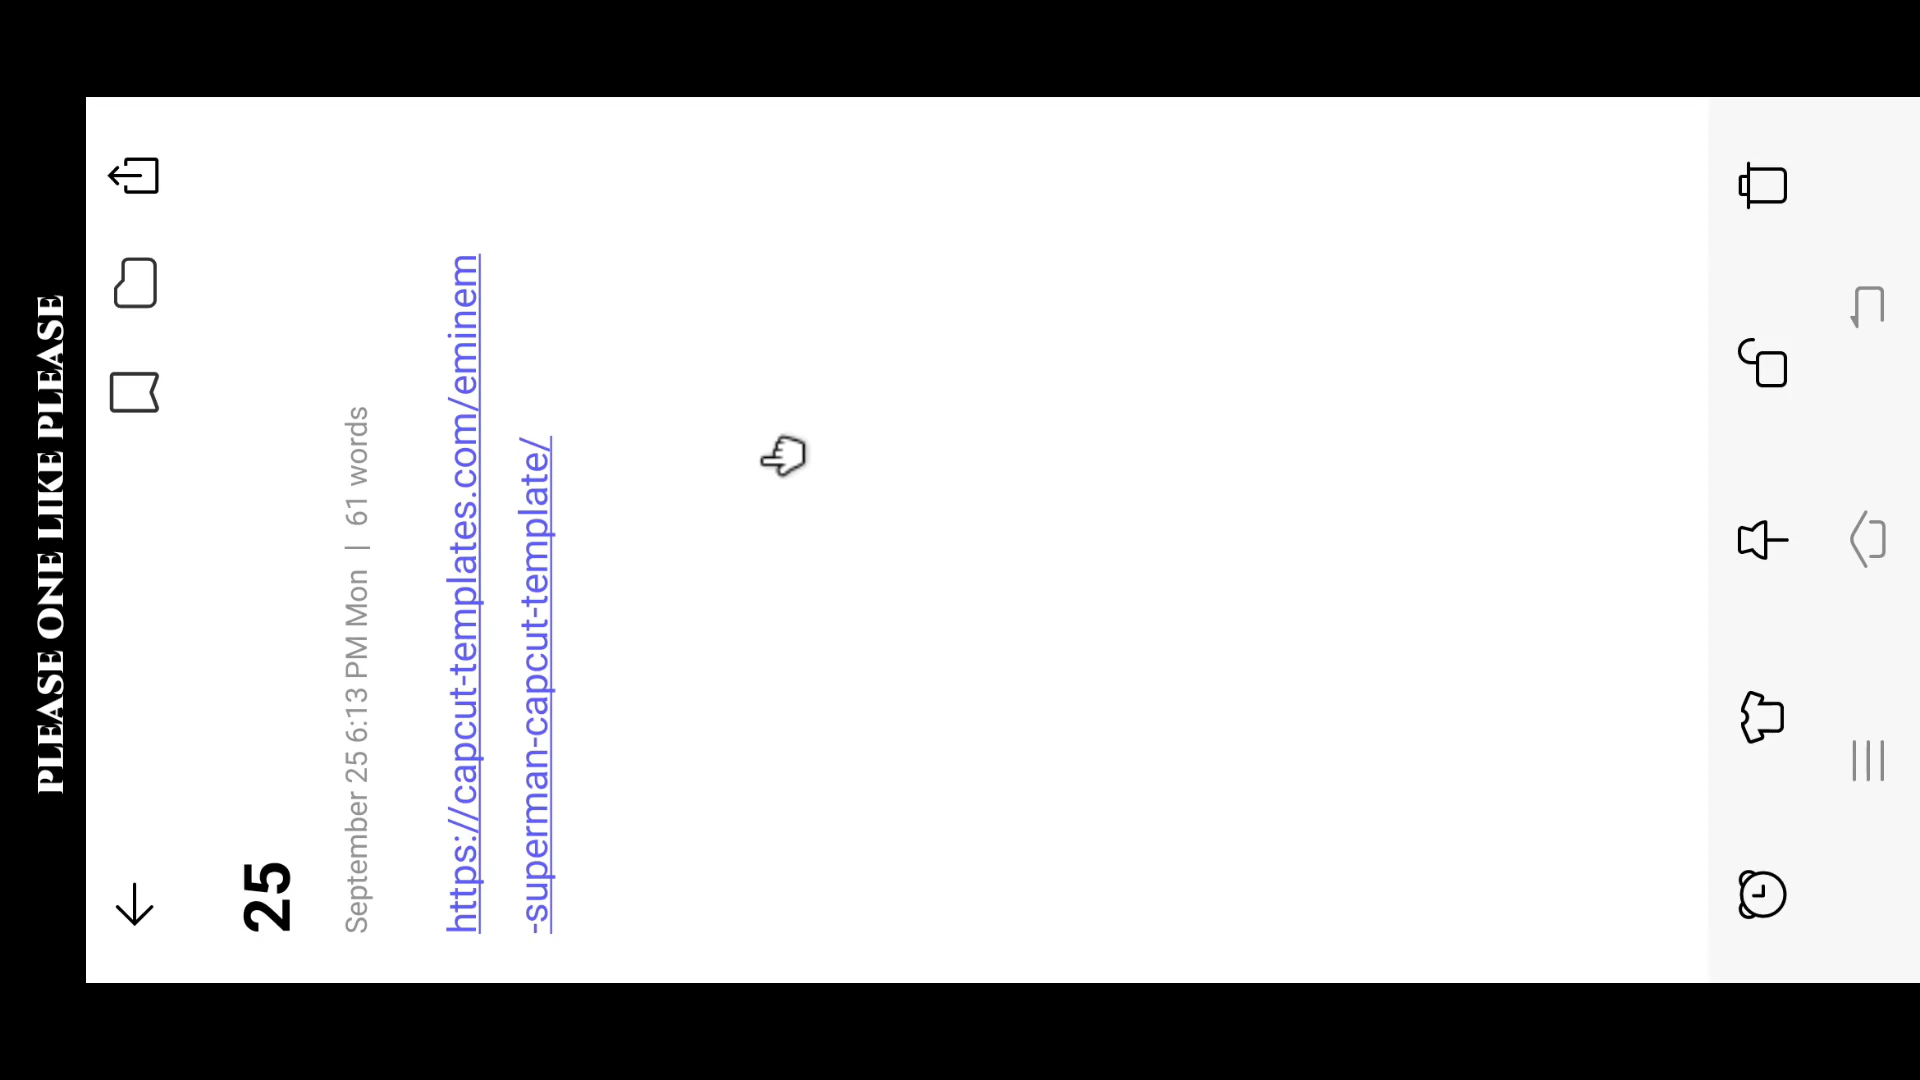 PLEASE ONE LIKE PLEASE
25
September 25 6:13 PM Mon | 61 words
https://capcut-templates.com/eminem
-superman-capcut-template/